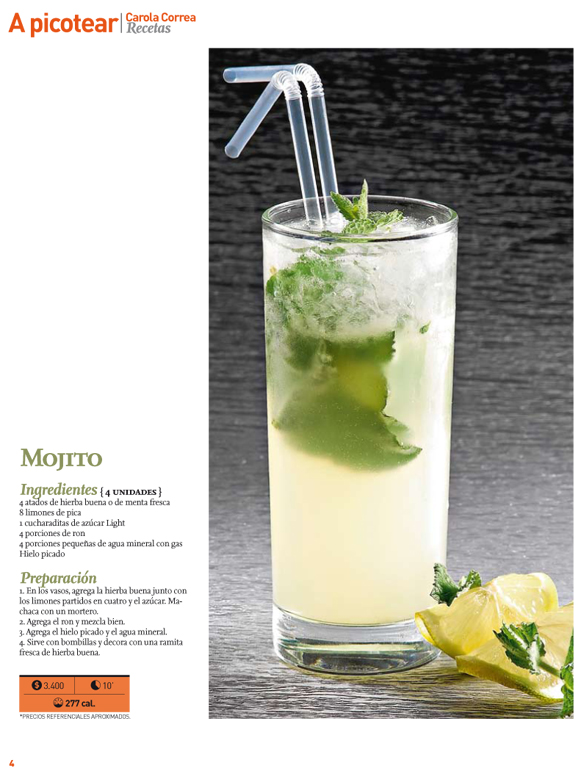 A picotear
Carola Correa
Recetas
MOJITO
Ingredientes { 4 UNIDADES }
4 atados de hierba buena o de menta fresca
8 limones de pica
1 cucharaditas de azúcar Light
4 porciones de ron
4 porciones pequeñas de agua mineral con gas
Hielo picado
Preparación
1. En los vasos, agrega la hierba buena junto con
los limones partidos en cuatro y el azúcar. Ma-
chaca con un mortero.
2. Agrega el ron y mezcla bien.
3. Agrega el hielo picado y el agua mineral.
4. Sirve con bombillas y decora con una ramita
fresca de hierba buena.
$ 3.400 10'
277 cal.
*PRECIOS REFERENCIALES APROXIMADOS.
4